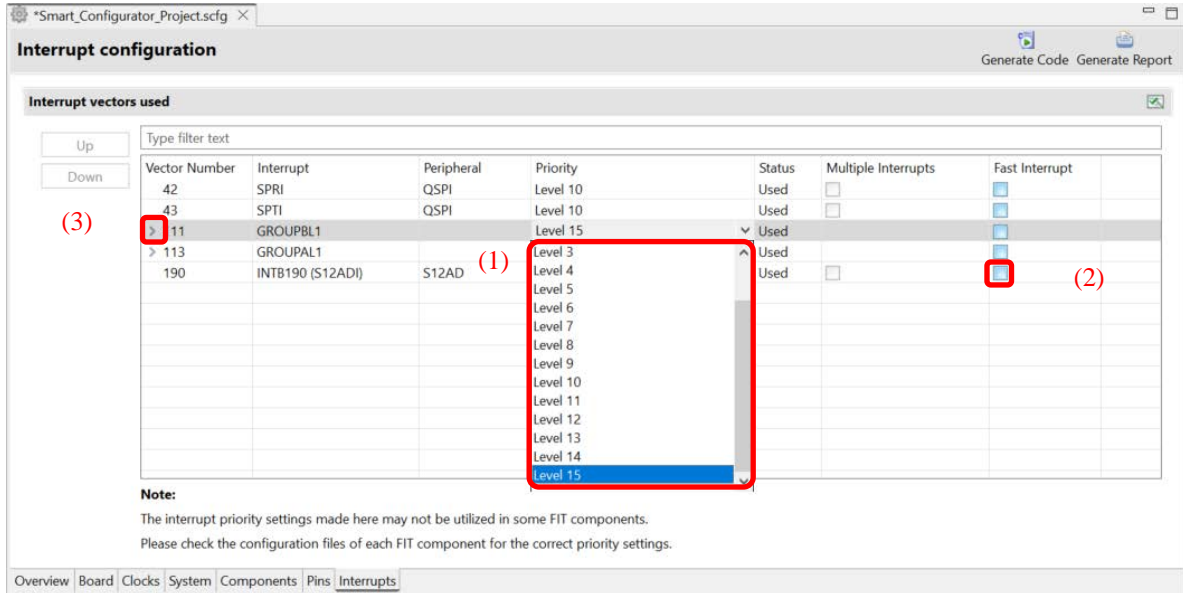 *Smart_Configurator_Project.scfg
Interrupt configuration
Generate Code Generate Report
Interrupt vectors used
Up
Down
Type filter text
Vector Number Interrupt Peripheral Priority Status Multiple Interrupts Fast Interrupt
42 SPRI QSPI Level 10 Used
43 SPTI QSPI Level 10 Used
(3)
11 GROUPBL1 Level 15 Used
113 GROUPAL1 Used
190 INTB190 (S12ADI) S12AD Used
(1)
(2)
Level 3
Level 4
Level 5
Level 6
Level 7
Level 8
Level 9
Level 10
Level 11
Level 12
Level 13
Level 14
Level 15
Note:
The interrupt priority settings made here may not be utilized in some FIT components.
Please check the configuration files of each FIT component for the correct priority settings.
Overview Board Clocks System Components Pins Interrupts